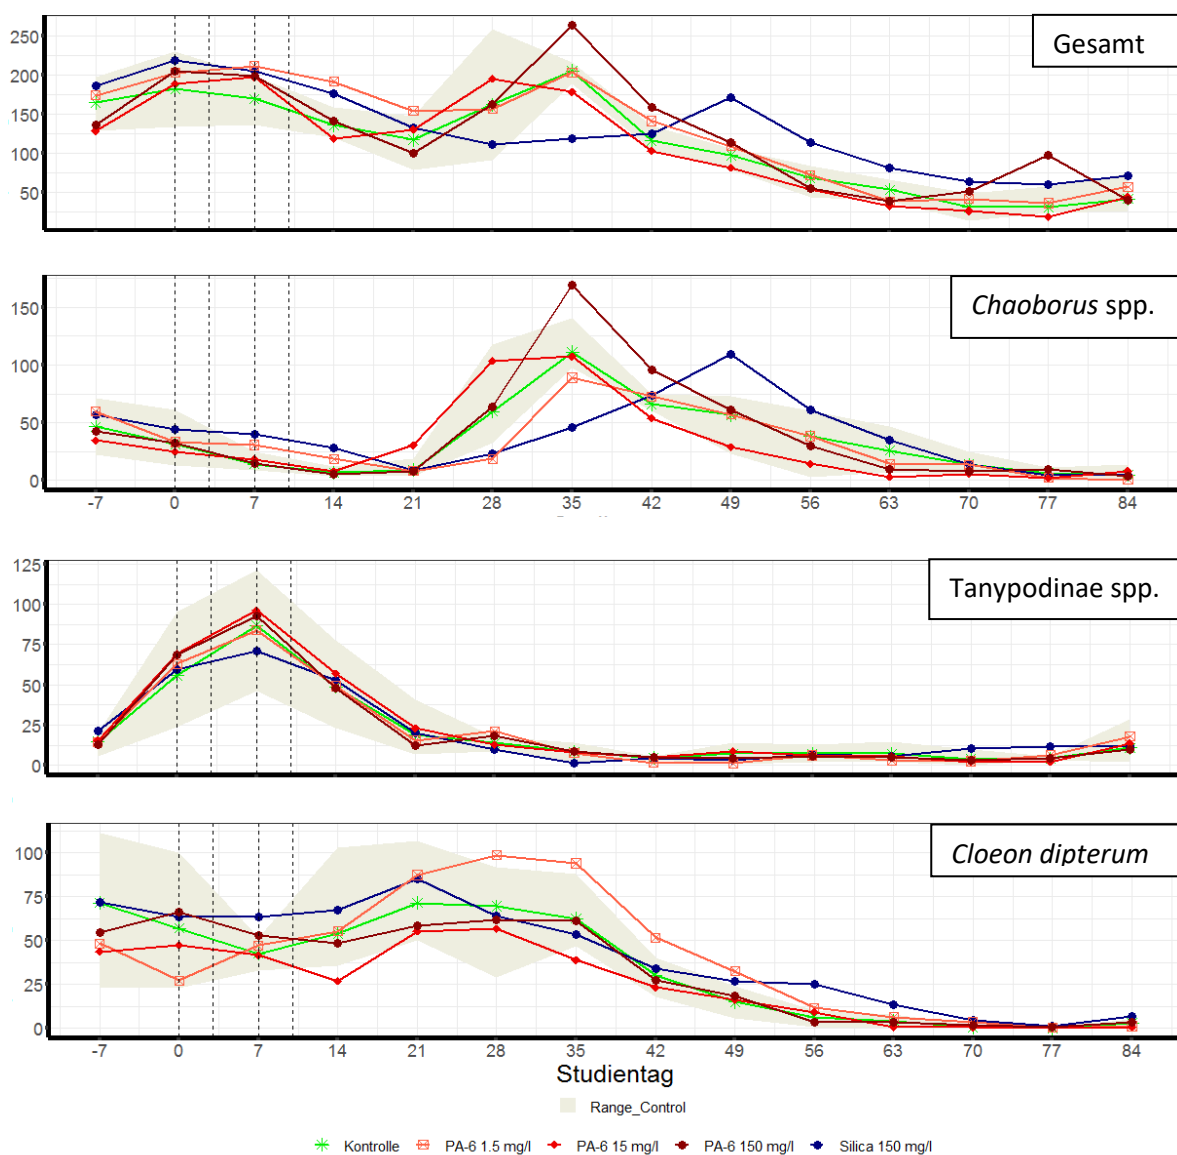 Gesamt
250
200
150
100
50
Chaoborus spp.
150
100
50
0
-7 0 7 14 21 28 35 42 49 56 63 70 77 84
Tanypodinae spp.
125
100
75
50
25
0
Cloeon dipterum
100
75
50
25
0
-7 0 7 14 21 28 35 42 49 56 63 70 77 84
Studientag
Range_Control
Kontrolle PA-6 1.5 mg/l PA-6 15 mg/l PA-6 150 mg/l Silica 150 mg/l